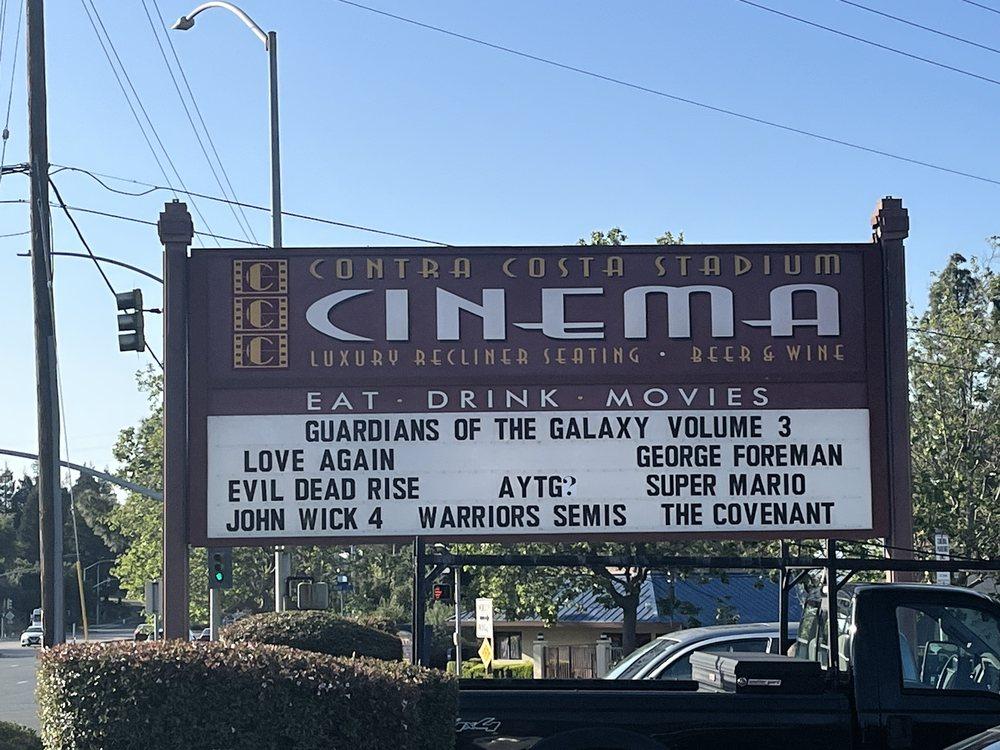 CONTRA COSTA STADIUM
CINEMA
LUXURY RECLINER SEATING · BEER & WINE
EAT · DRINK · MOVIES
GUARDIANS OF THE GALAXY VOLUME 3
LOVE AGAIN GEORGE FOREMAN
EVIL DEAD RISE AYTG? SUPER MARIO
JOHN WICK 4 WARRIORS SEMIS THE COVENANT
4X4